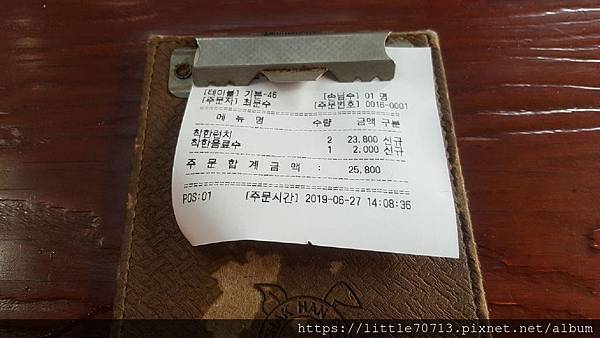 [테이블] 기본-46 [손님수] 01 명
[주문자] 최문수 [주문번호] 0016-0001
메 뉴 명 수량 금액 구분
착한런치 2 23,800 신규
착한음료수 1 2,000 신규
주 문 합 계 금 액 : 25,800
POS:01 [주문시간] 2019-06-27 14:08:36
HAK HAN
https://little70713.pixnet.net/album